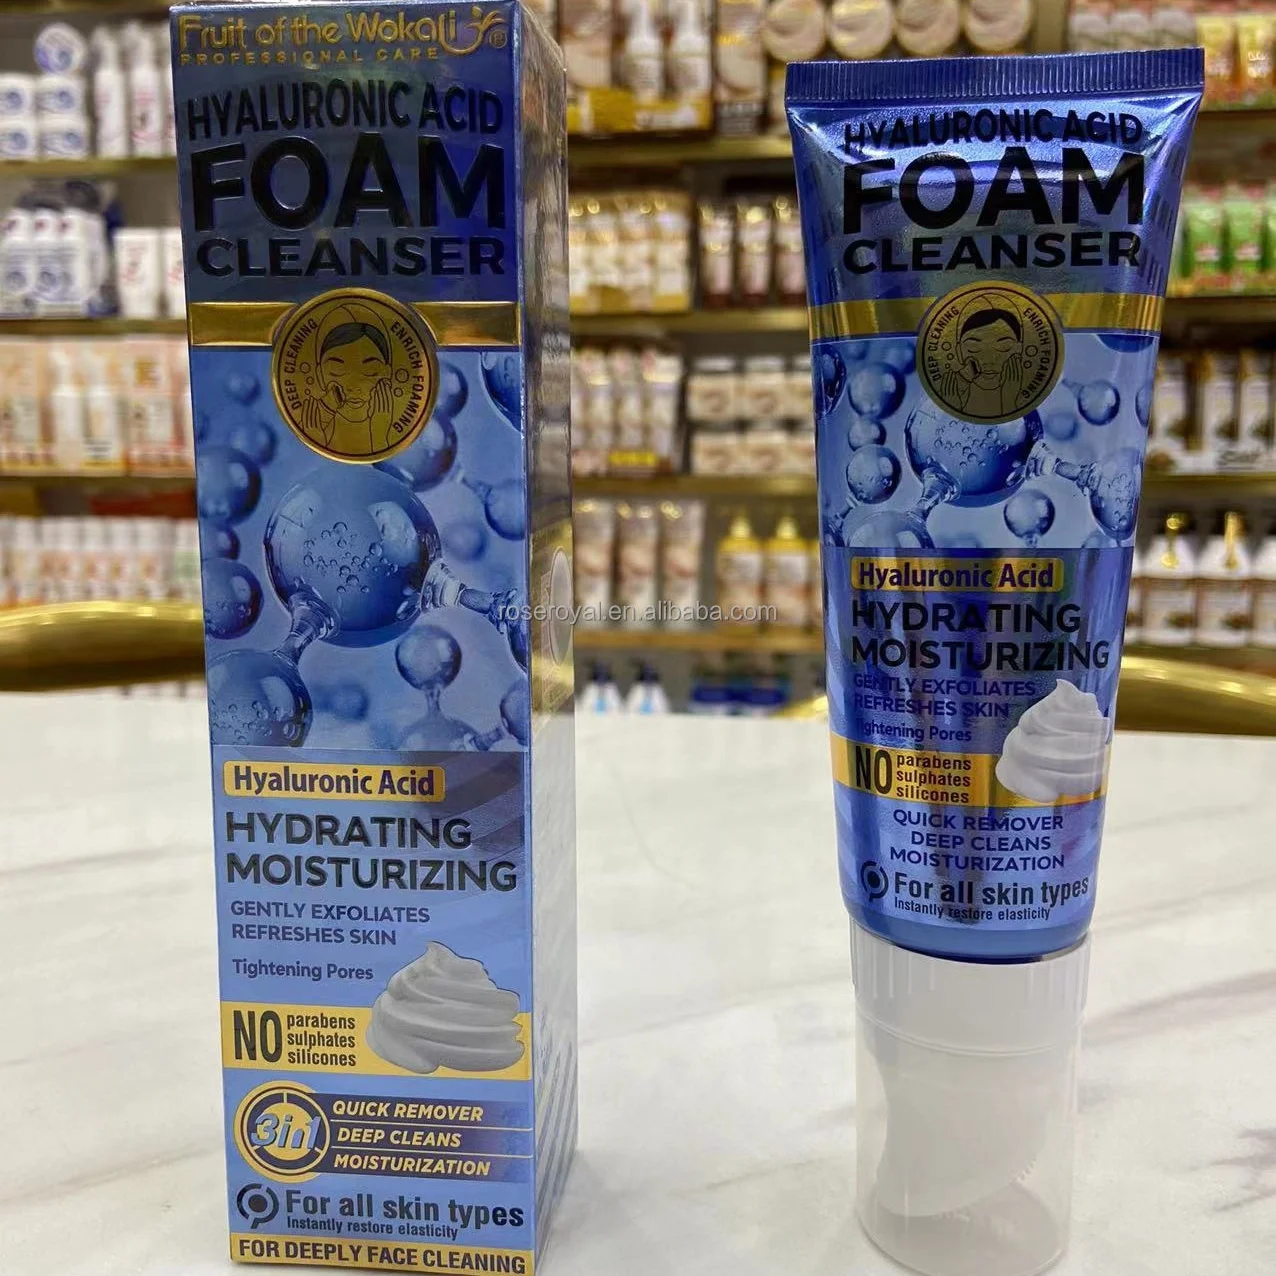 Fruit of the Wokali ®
PROFESSIONAL CARE
HYALURONIC ACID
FOAM
CLEANSER
DEEP CLEANING
ENRICH FOAMING
Hyaluronic Acid
HYDRATING
MOISTURIZING
GENTLY EXFOLIATES
REFRESHES SKIN
Tightening Pores
NO parabens
sulphates
silicones
3in1
QUICK REMOVER
DEEP CLEANS
MOISTURIZATION
For all skin types
Instantly restore elasticity
FOR DEEPLY FACE CLEANING
HYALURONIC ACID
FOAM
CLEANSER
DEEP CLEANING
ENRICH FOAMING
Hyaluronic Acid
HYDRATING
MOISTURIZING
GENTLY EXFOLIATES
REFRESHES SKIN
Tightening Pores
NO parabens
sulphates
silicones
QUICK REMOVER
DEEP CLEANS
MOISTURIZATION
For all skin types
Instantly restore elasticity
roseroyal.en.alibaba.com